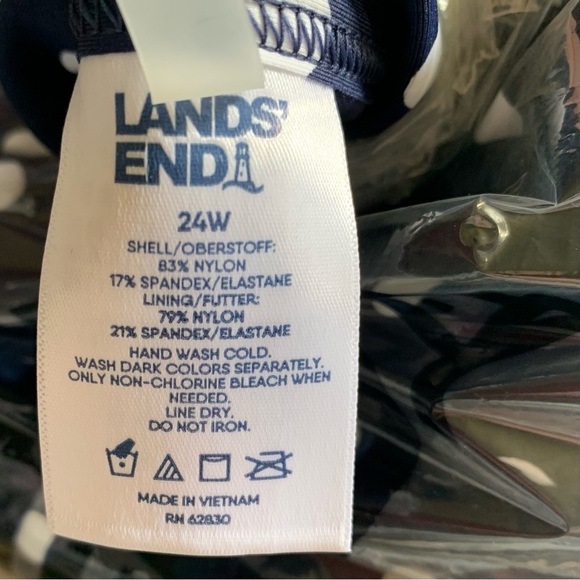 LANDS'
END
24W
SHELL/OBERSTOFF:
83% NYLON
17% SPANDEX/ELASTANE
LINING/FUTTER:
79% NYLON
21% SPANDEX/ELASTANE
HAND WASH COLD.
WASH DARK COLORS SEPARATELY.
ONLY NON-CHLORINE BLEACH WHEN
NEEDED.
LINE DRY.
DO NOT IRON.
MADE IN VIETNAM
RN 62830